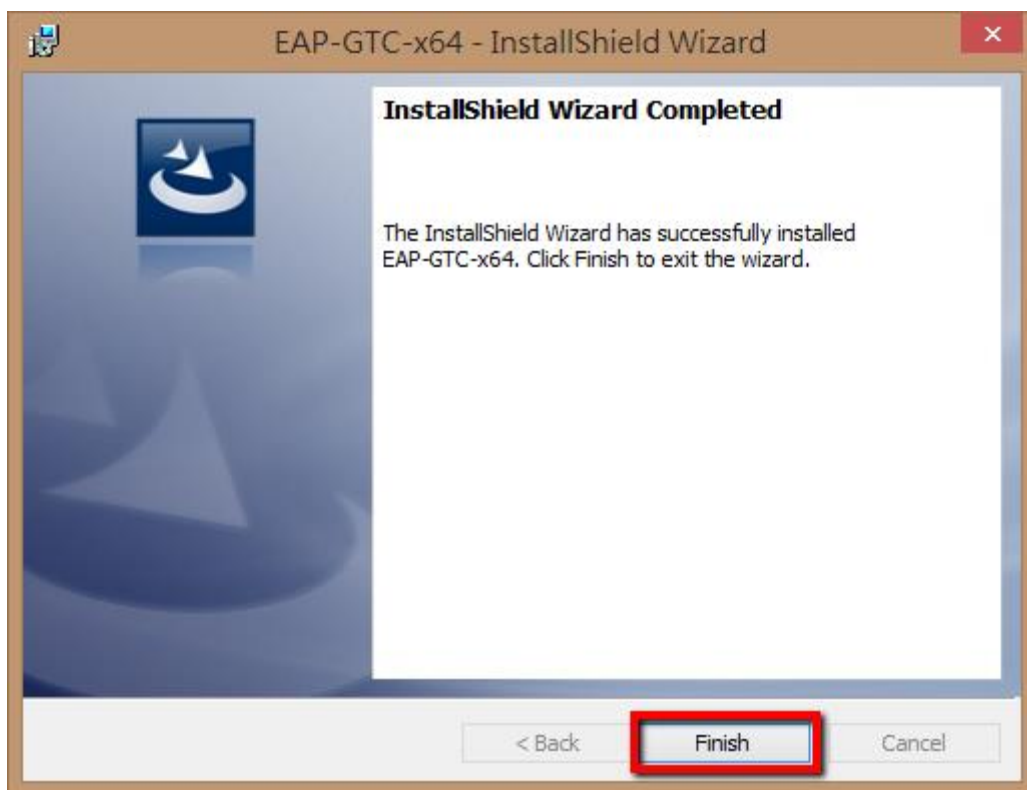 EAP-GTC-x64 - InstallShield Wizard
InstallShield Wizard Completed
The InstallShield Wizard has successfully installed
EAP-GTC-x64. Click Finish to exit the wizard.
< Back
Finish
Cancel